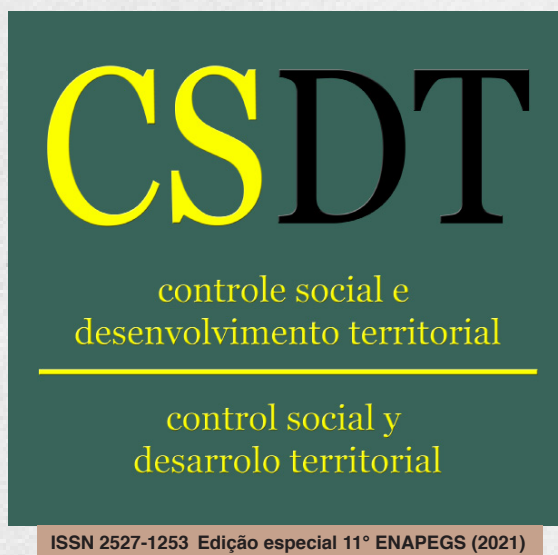 CSDT
controle social e
desenvolvimento territorial
control social y
desarrolo territorial
ISSN 2527-1253 Edição especial 11° ENAPEGS (2021)